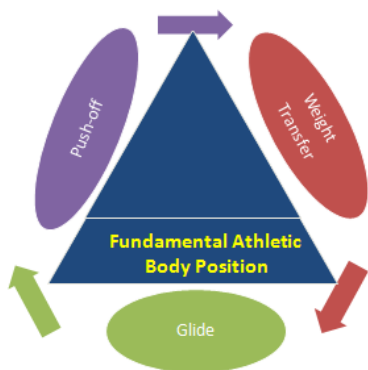 Push-off
Weight
Transfer
Fundamental Athletic
Body Position
Glide